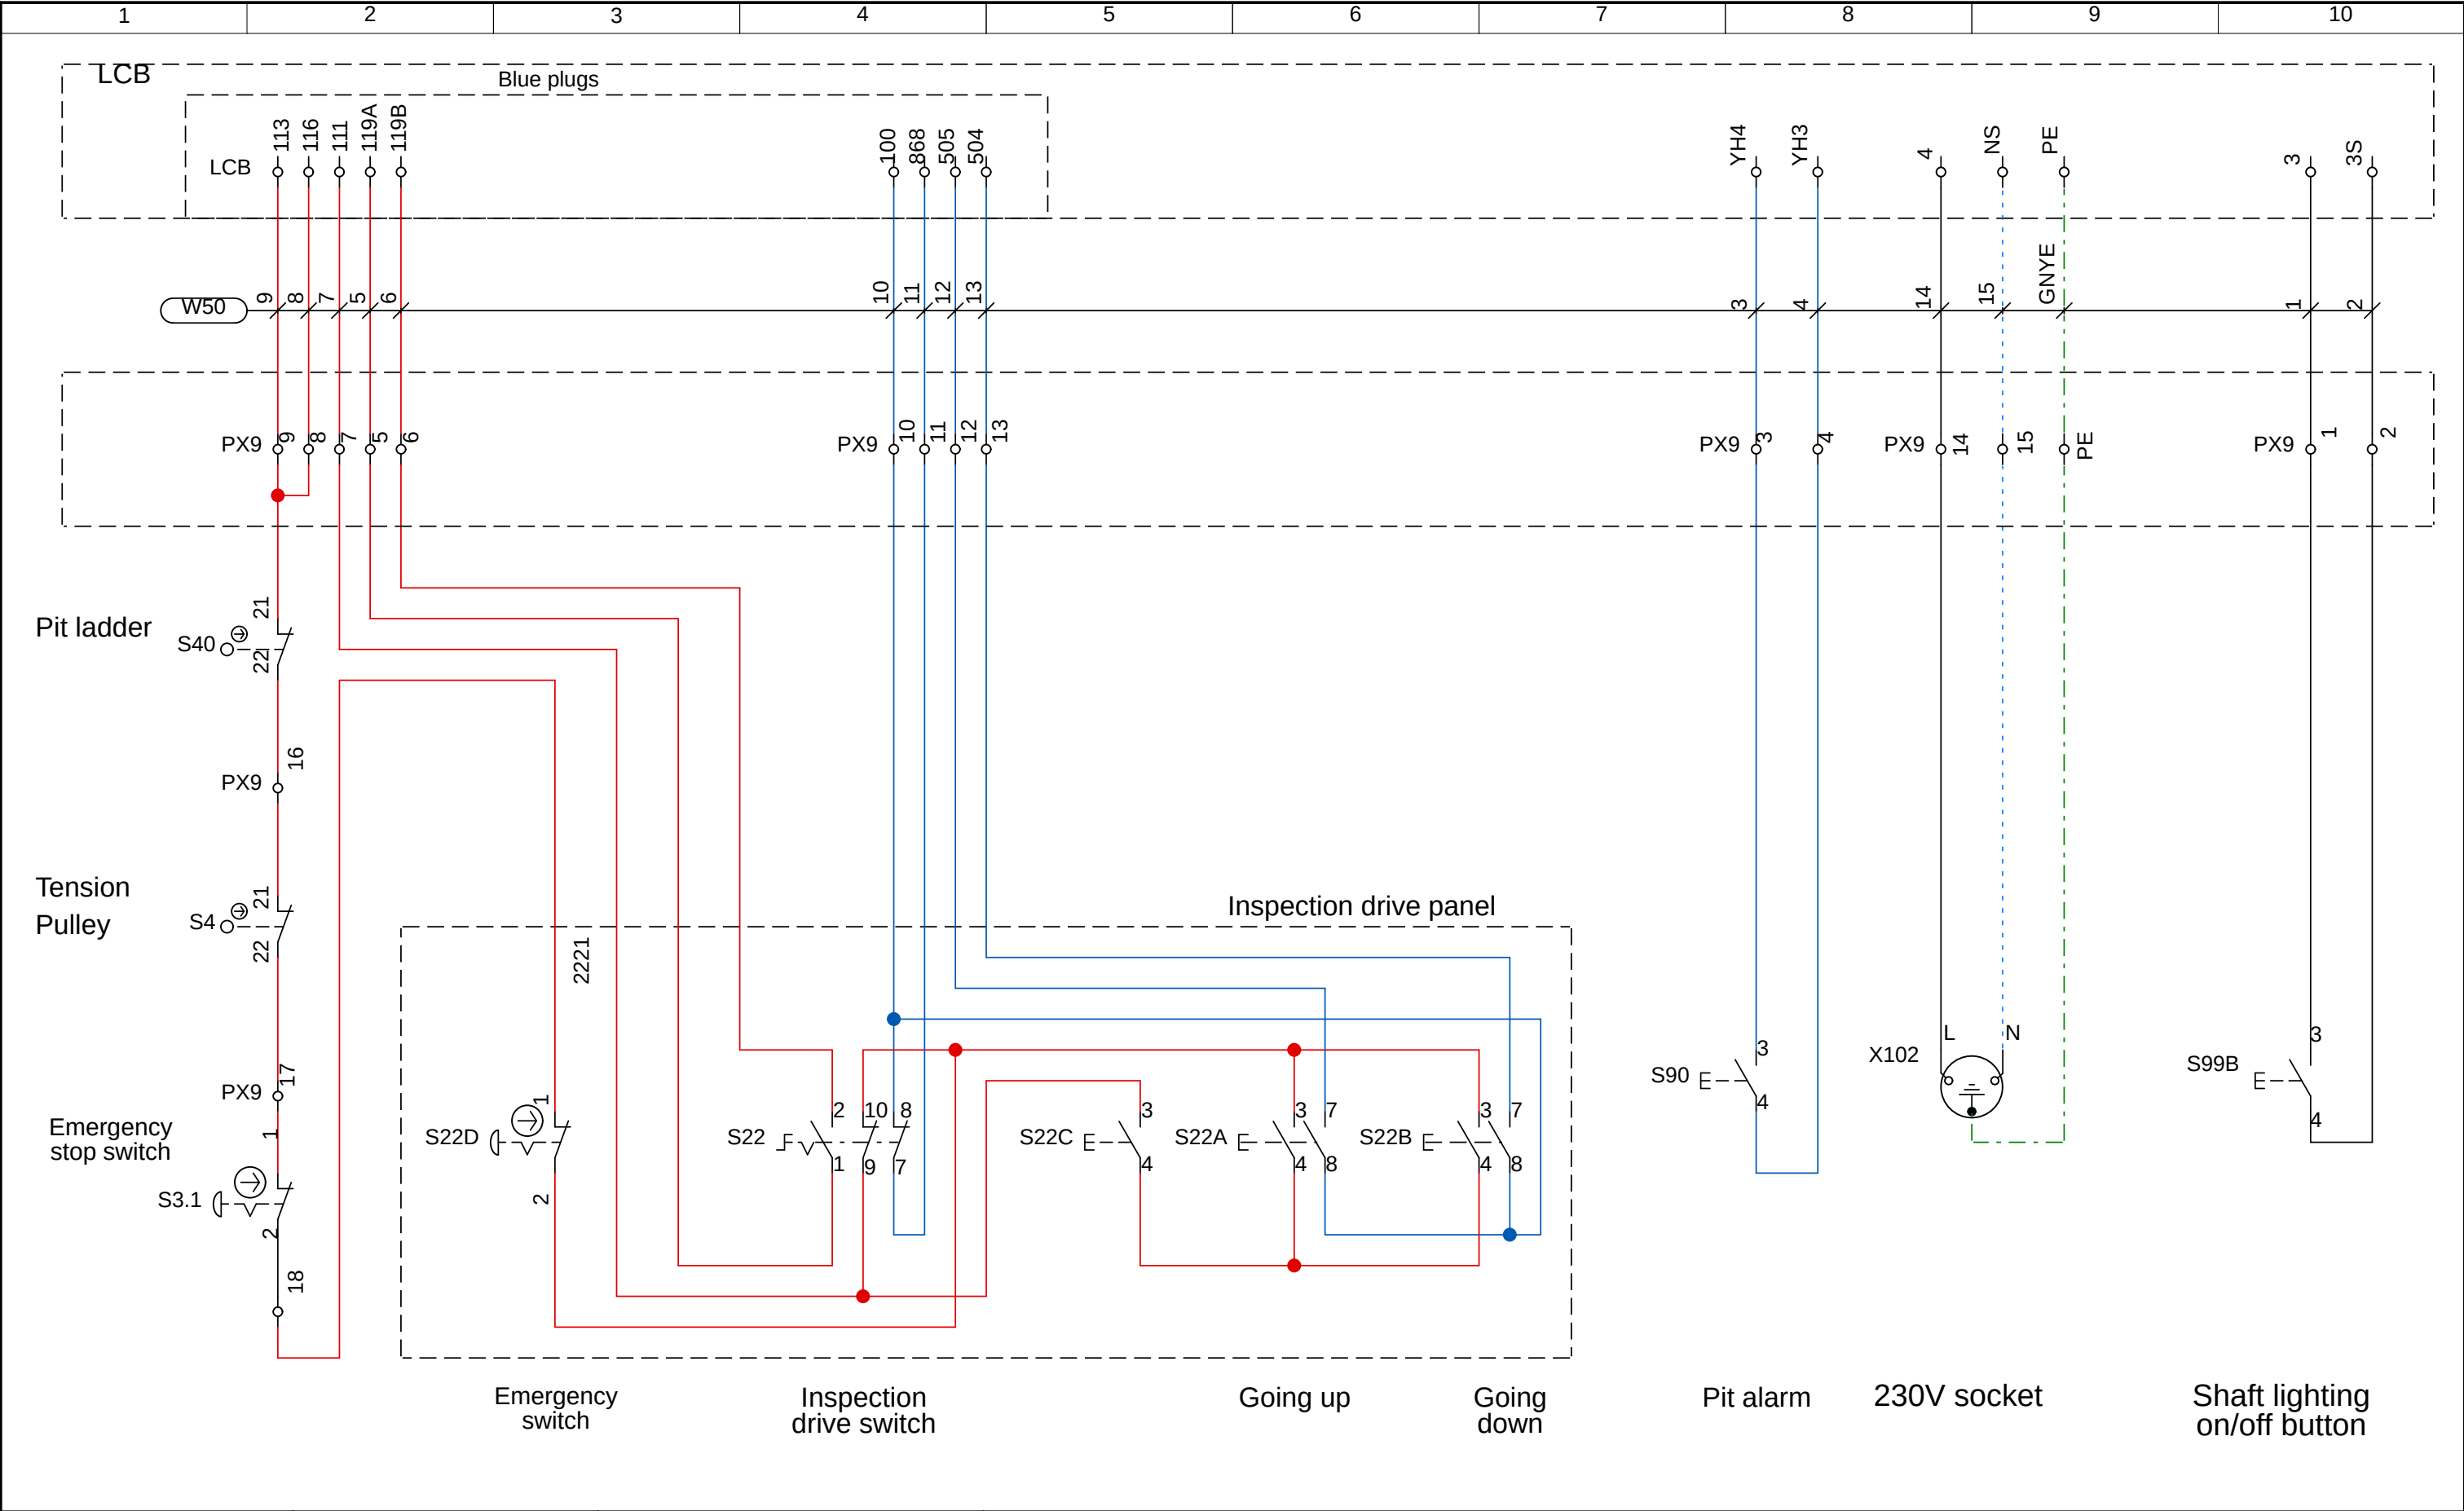 1 2 3 4 5 6 7 8 9 10
LCB
Blue plugs
LCB 113 116 111 119A 119B 100 868 505 504 YH4 YH3 4 NS PE 3 3S
W50 9 8 7 5 6 10 11 12 13 3 4 14 15 GNYE 1 2
PX9 9 8 7 5 6 PX9 10 11 12 13 PX9 3 4 PX9 14 15 PE PX9 1 2
Pit ladder
S40 21 22
PX9 16
Tension
Pulley
S4 21 22
Inspection drive panel
2221
PX9 17
Emergency
stop switch
S3.1 1 2
18
S22D 1 2
S22 2 1 10 9 8 7
S22C 3 4
S22A 3 4 7 8
S22B 3 4 7 8
S90 3 4
X102 L N
S99B 3 4
Emergency
switch
Inspection
drive switch
Going up
Going
down
Pit alarm
230V socket
Shaft lighting
on/off button